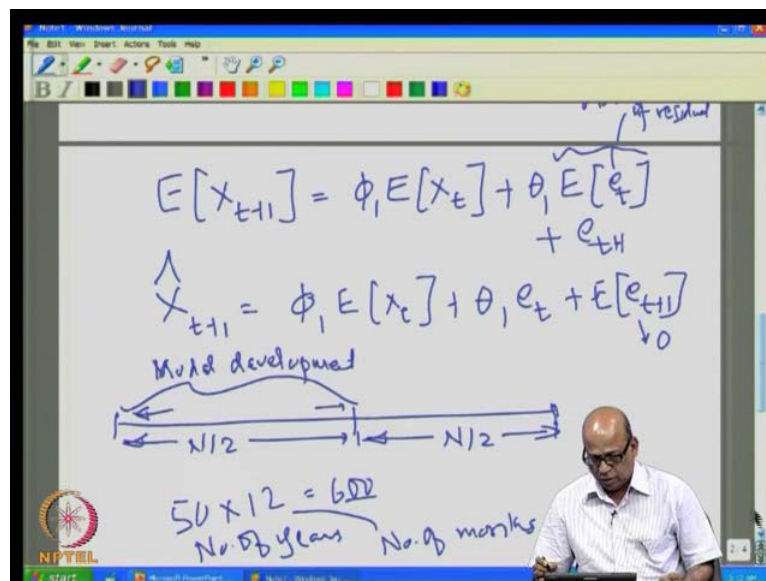 Note1 - Windows Journal
File Edit View Insert Actions Tools Help
B I
of residual
E[X_{t+1}] = ϕ_1 E[X_t] + θ_1 E[e_t]
+ e_{t+1}
X̂_{t+1} = ϕ_1 E[X_t] + θ_1 e_t + E[e_{t+1}]
↓0
Model development
N/2 N/2
50 × 12 = 600
No. of years No. of months
NPTEL
2/4
start Microsoft PowerPoint Note1 - Windows Jou...